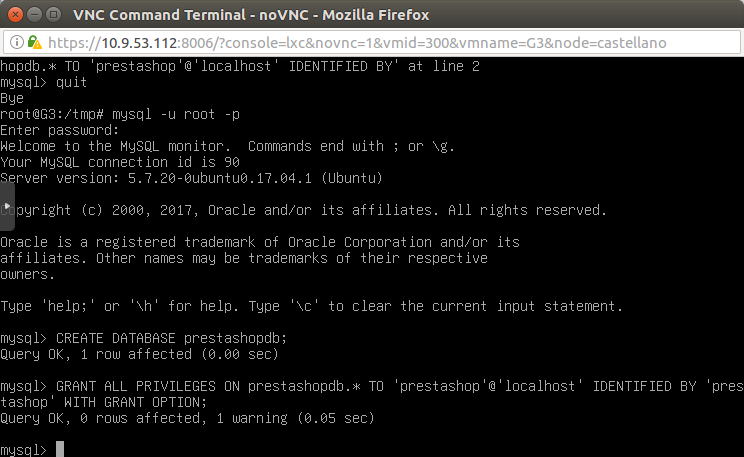 VNC Command Terminal - noVNC - Mozilla Firefox
https://10.9.53.112:8006/?console=lxc&novnc=1&vmid=300&vmname=G3&node=castellano
hopdb.* TO 'prestashop'@'localhost' IDENTIFIED BY' at line 2
mysql> quit
Bye
root@G3:/tmp# mysql -u root -p
Enter password:
Welcome to the MySQL monitor.  Commands end with ; or \g.
Your MySQL connection id is 90
Server version: 5.7.20-0ubuntu0.17.04.1 (Ubuntu)
Copyright (c) 2000, 2017, Oracle and/or its affiliates. All rights reserved.
Oracle is a registered trademark of Oracle Corporation and/or its
affiliates. Other names may be trademarks of their respective
owners.
Type 'help;' or '\h' for help. Type '\c' to clear the current input statement.
mysql> CREATE DATABASE prestashopdb;
Query OK, 1 row affected (0.00 sec)
mysql> GRANT ALL PRIVILEGES ON prestashopdb.* TO 'prestashop'@'localhost' IDENTIFIED BY 'pres
tashop' WITH GRANT OPTION;
Query OK, 0 rows affected, 1 warning (0.05 sec)
mysql>